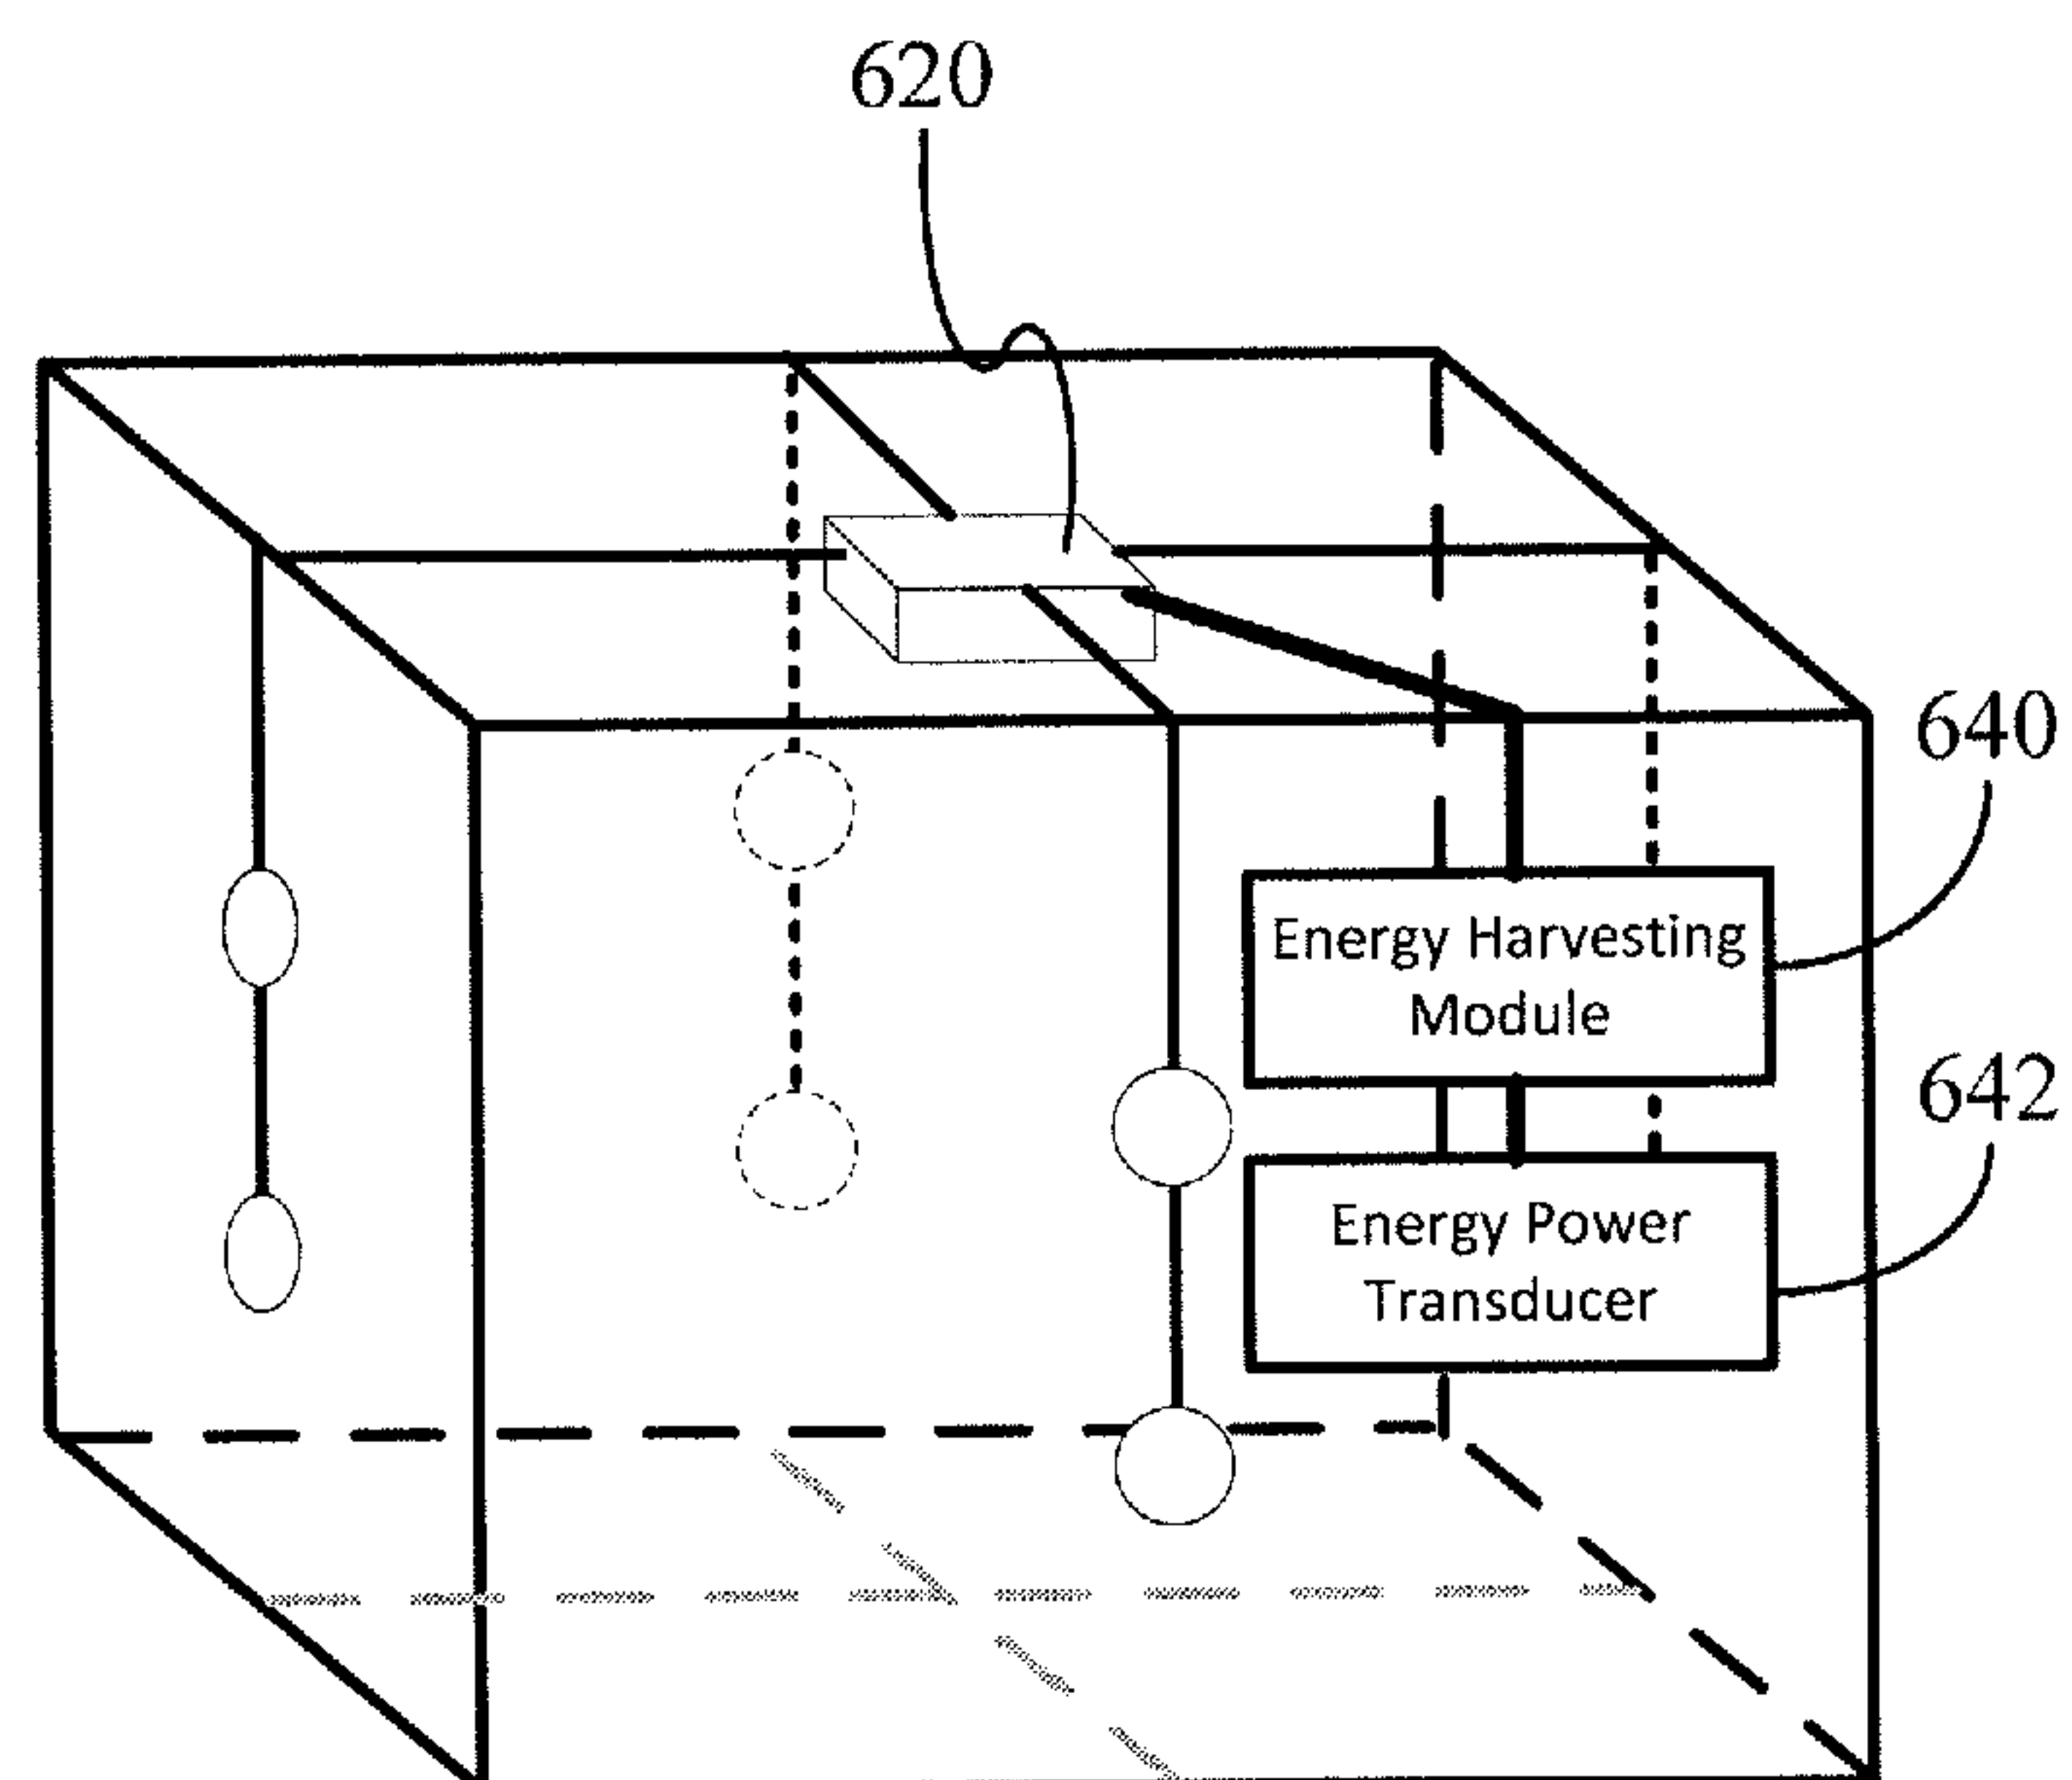 620
640
Energy Harvesting
Module
642
Energy Power
Transducer